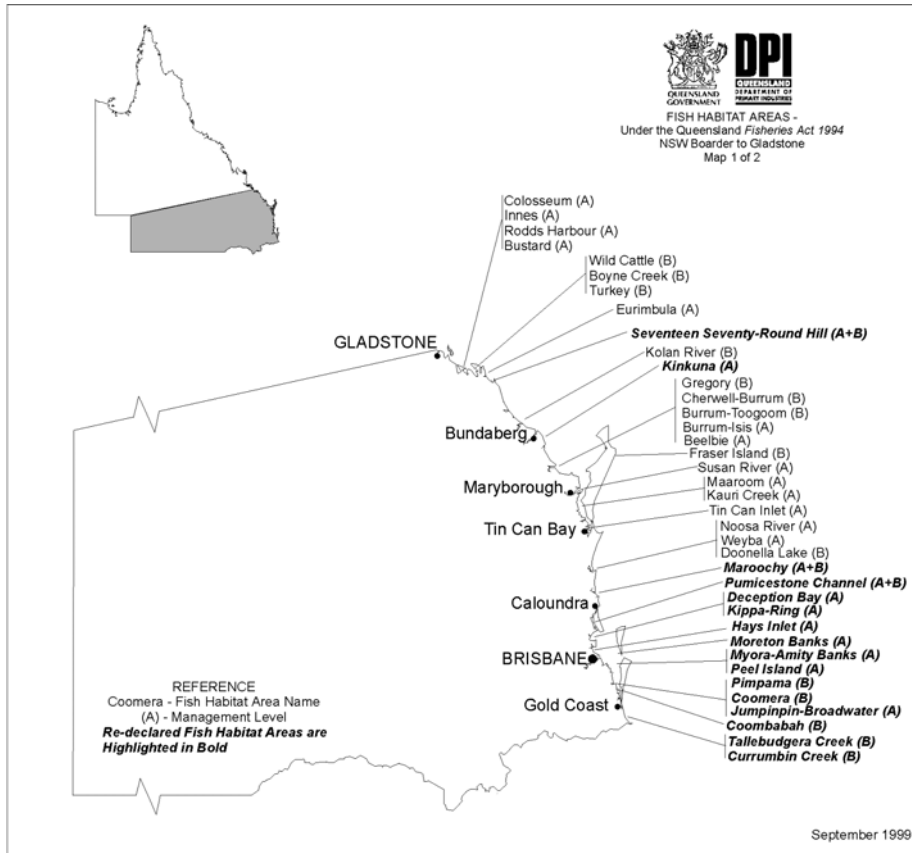 QUEENSLAND
GOVERNMENT
DPI
QUEENSLAND
DEPARTMENT OF
PRIMARY INDUSTRIES
FISH HABITAT AREAS -
Under the Queensland Fisheries Act 1994
NSW Boarder to Gladstone
Map 1 of 2
Colosseum (A)
Innes (A)
Rodds Harbour (A)
Bustard (A)
Wild Cattle (B)
Boyne Creek (B)
Turkey (B)
Eurimbula (A)
Seventeen Seventy-Round Hill (A+B)
GLADSTONE
Kolan River (B)
Kinkuna (A)
Gregory (B)
Cherwell-Burrum (B)
Burrum-Toogoom (B)
Burrum-Isis (A)
Beelbie (A)
Bundaberg
Fraser Island (B)
Susan River (A)
Maaroom (A)
Kauri Creek (A)
Maryborough
Tin Can Inlet (A)
Tin Can Bay
Noosa River (A)
Weyba (A)
Doonella Lake (B)
Maroochy (A+B)
Pumicestone Channel (A+B)
Deception Bay (A)
Kippa-Ring (A)
Caloundra
Hays Inlet (A)
Moreton Banks (A)
Myora-Amity Banks (A)
Peel Island (A)
BRISBANE
Pimpama (B)
Coomera (B)
Jumpinpin-Broadwater (A)
Gold Coast
Coombabah (B)
Tallebudgera Creek (B)
Currumbin Creek (B)
REFERENCE
Coomera - Fish Habitat Area Name
(A) - Management Level
Re-declared Fish Habitat Areas are
Highlighted in Bold
September 1999